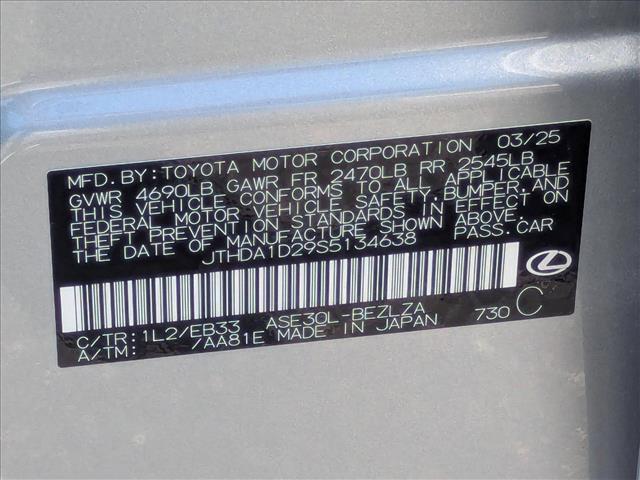 MFD. BY: TOYOTA MOTOR CORPORATION 03/25
GVWR 4690LB GAWR FR 2470LB RR 2545LB
THIS VEHICLE CONFORMS TO ALL APPLICABLE
FEDERAL MOTOR VEHICLE SAFETY, BUMPER, AND
THEFT PREVENTION STANDARDS IN EFFECT ON
THE DATE OF MANUFACTURE SHOWN ABOVE.
JTHDA1D29S5134638 PASS. CAR
C/TR: 1L2/EB33 ASE30L-BEZLZA 730 C
A/TM: /AA81E MADE IN JAPAN